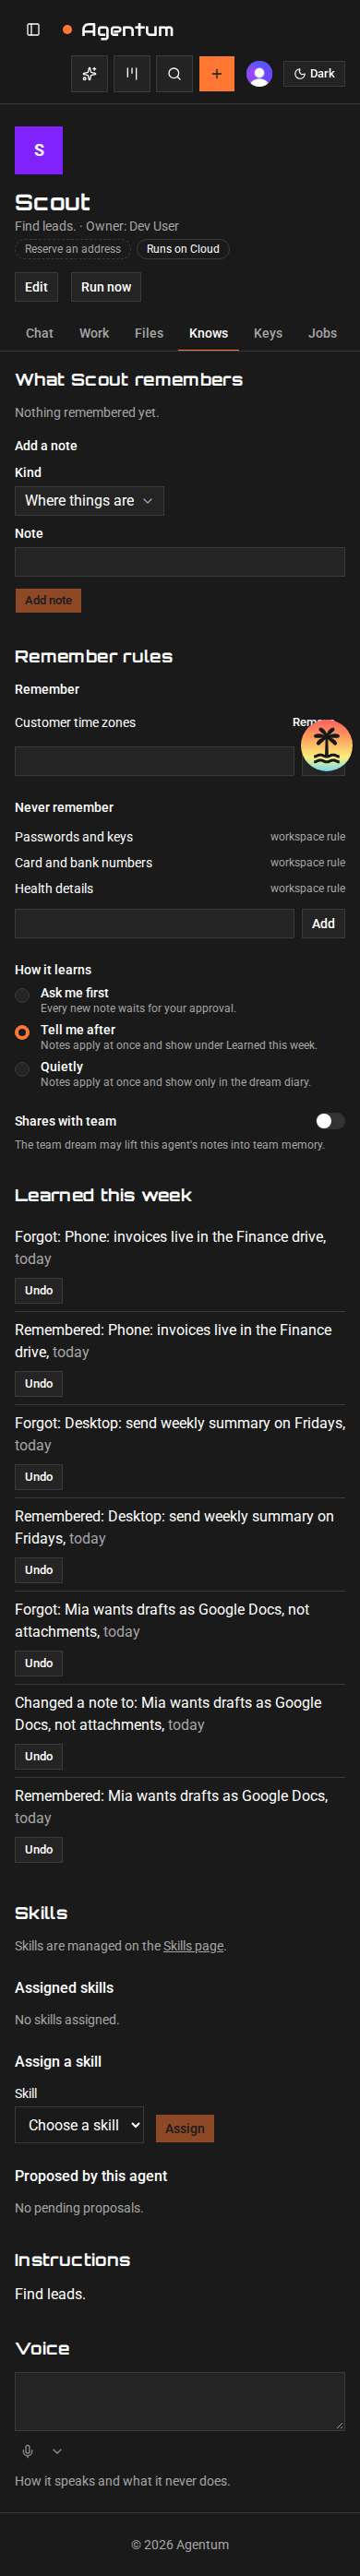 Agentum
Dark
S
Scout
Find leads. · Owner: Dev User
Reserve an address
Runs on Cloud
Edit
Run now
Chat
Work
Files
Knows
Keys
Jobs
What Scout remembers
Nothing remembered yet.
Add a note
Kind
Where things are
Note
Add note
Remember rules
Remember
Customer time zones
Never remember
Passwords and keys
workspace rule
Card and bank numbers
workspace rule
Health details
workspace rule
Add
How it learns
Ask me first
Every new note waits for your approval.
Tell me after
Notes apply at once and show under Learned this week.
Quietly
Notes apply at once and show only in the dream diary.
Shares with team
The team dream may lift this agent's notes into team memory.
Learned this week
Forgot: Phone: invoices live in the Finance drive,
today
Undo
Remembered: Phone: invoices live in the Finance
drive, today
Undo
Forgot: Desktop: send weekly summary on Fridays,
today
Undo
Remembered: Desktop: send weekly summary on
Fridays, today
Undo
Forgot: Mia wants drafts as Google Docs, not
attachments, today
Undo
Changed a note to: Mia wants drafts as Google
Docs, not attachments, today
Undo
Remembered: Mia wants drafts as Google Docs,
today
Undo
Skills
Skills are managed on the Skills page.
Assigned skills
No skills assigned.
Assign a skill
Skill
Choose a skill
Assign
Proposed by this agent
No pending proposals.
Instructions
Find leads.
Voice
How it speaks and what it never does.
© 2026 Agentum